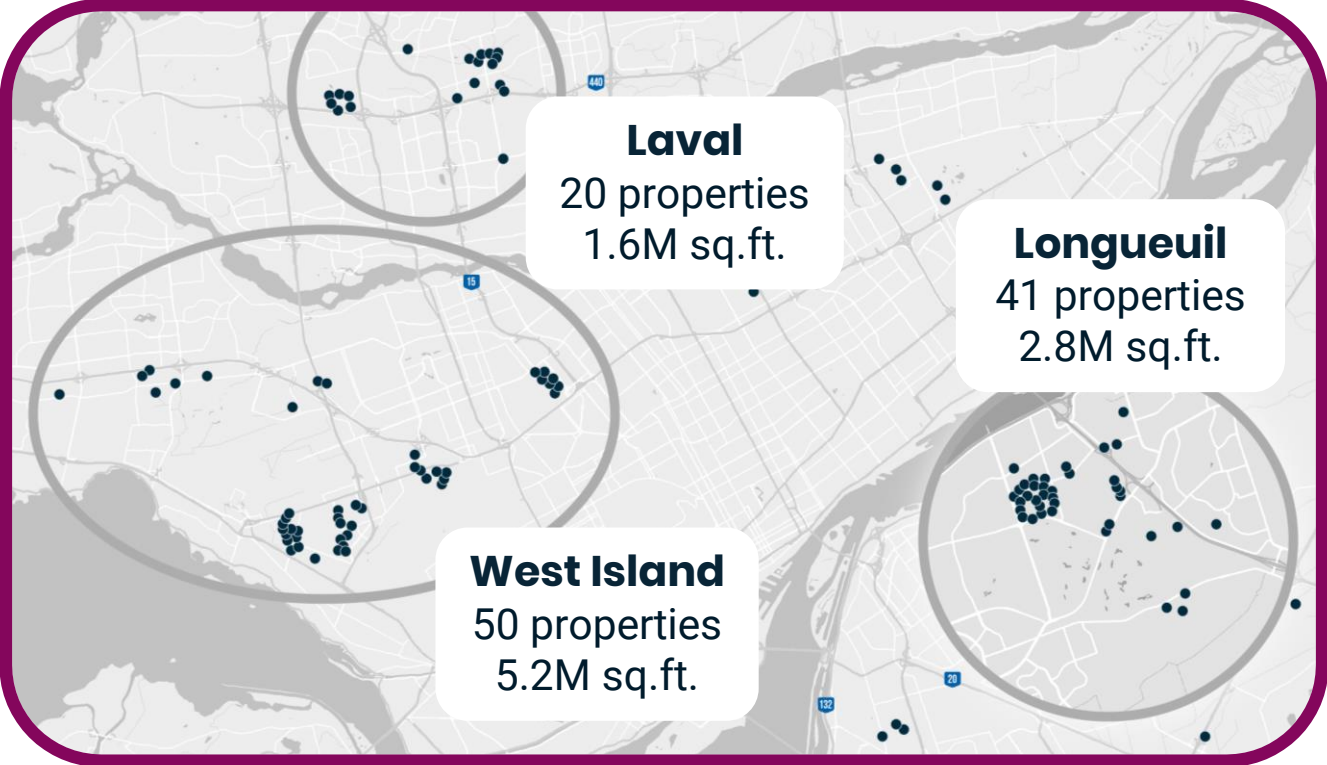 440
Laval
20 properties
1.6M sq.ft.
Longueuil
41 properties
2.8M sq.ft.
15
West Island
50 properties
5.2M sq.ft.
20
132